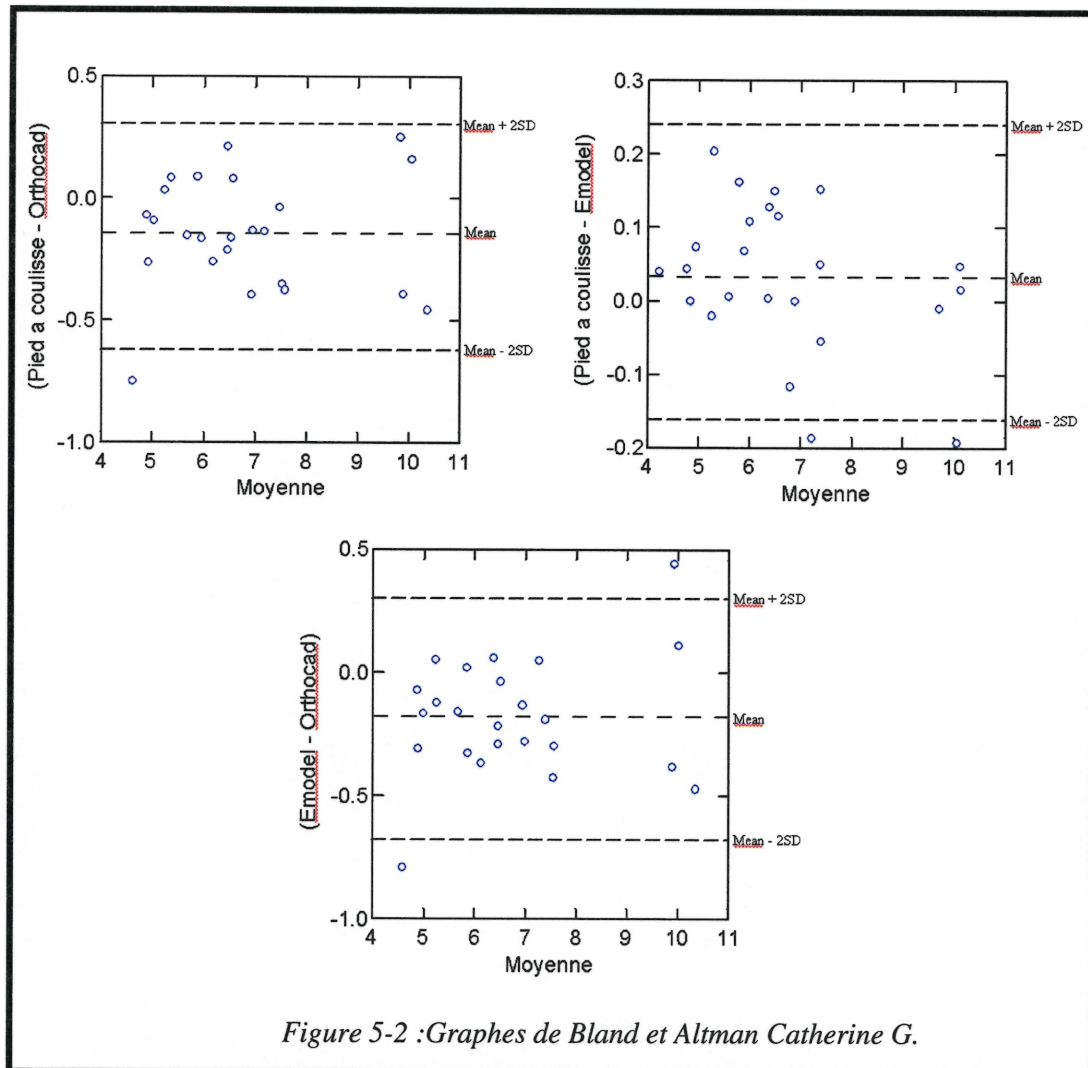 (Pied a coulisse - Orthocad)
0.5
0.0
-0.5
-1.0
4 5 6 7 8 9 10 11
Moyenne
Mean + 2SD
Mean
Mean - 2SD
(Pied a coulisse - Emodel)
0.3
0.2
0.1
0.0
-0.1
-0.2
4 5 6 7 8 9 10 11
Moyenne
Mean + 2SD
Mean
Mean - 2SD
(Emodel - Orthocad)
0.5
0.0
-0.5
-1.0
4 5 6 7 8 9 10 11
Moyenne
Mean + 2SD
Mean
Mean - 2SD
Figure 5-2 :Graphes de Bland et Altman Catherine G.